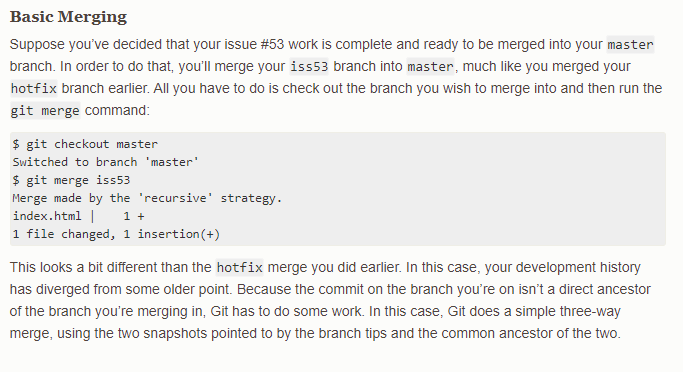 Basic Merging
Suppose you’ve decided that your issue #53 work is complete and ready to be merged into your master
branch. In order to do that, you’ll merge your iss53 branch into master, much like you merged your
hotfix branch earlier. All you have to do is check out the branch you wish to merge into and then run the
git merge command:
$ git checkout master
Switched to branch 'master'
$ git merge iss53
Merge made by the 'recursive' strategy.
index.html |    1 +
1 file changed, 1 insertion(+)
This looks a bit different than the hotfix merge you did earlier. In this case, your development history
has diverged from some older point. Because the commit on the branch you’re on isn’t a direct ancestor
of the branch you’re merging in, Git has to do some work. In this case, Git does a simple three-way
merge, using the two snapshots pointed to by the branch tips and the common ancestor of the two.